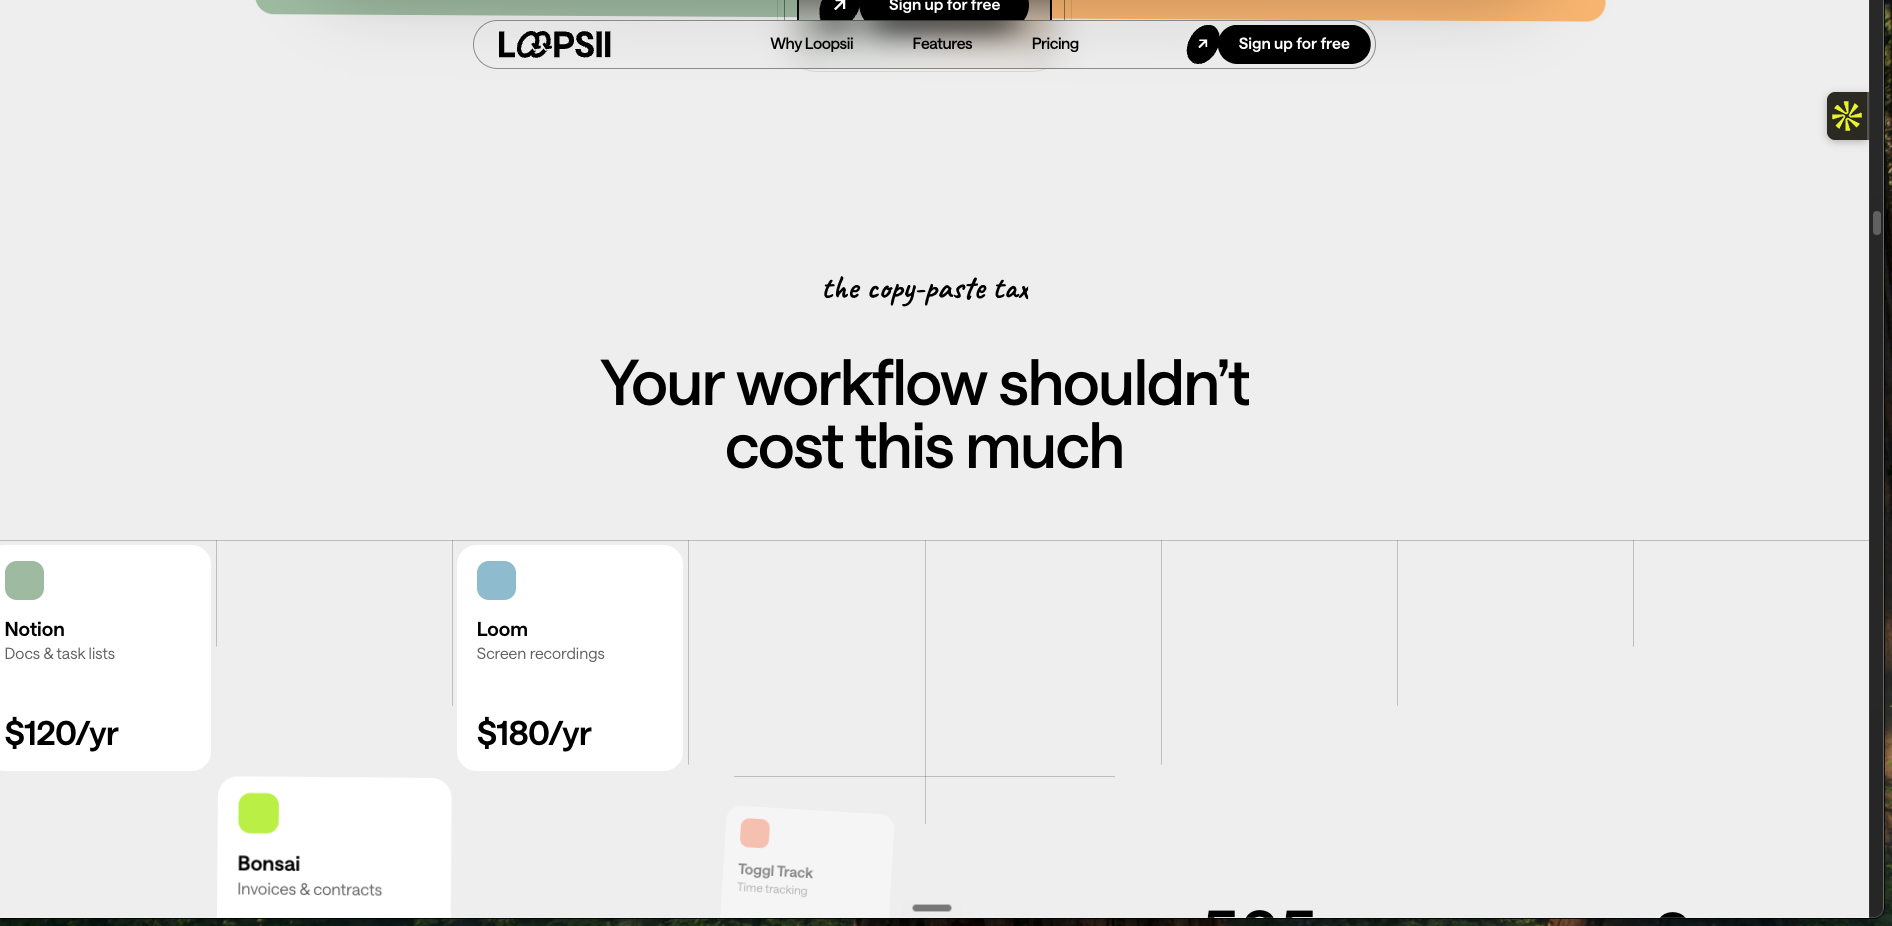 Sign up for free
LOOPSII
Why Loopsii
Features
Pricing
Sign up for free
the copy-paste tax
Your workflow shouldn’t
cost this much
Notion
Docs & task lists
$120/yr
Loom
Screen recordings
$180/yr
Bonsai
Invoices & contracts
Toggl Track
Time tracking